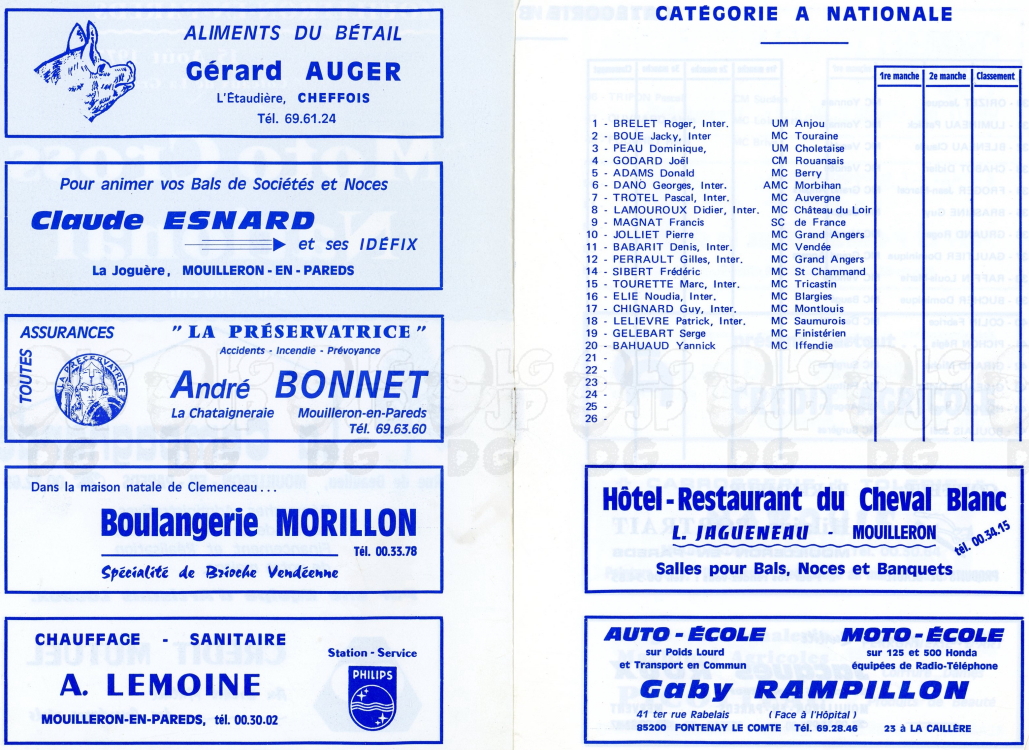 ALIMENTS DU BÉTAIL
Gérard AUGER
L'Étaudière, CHEFFOIS
Tél. 69.61.24
Pour animer vos Bals de Sociétés et Noces
Claude ESNARD
et ses IDÉFIX
La Joguère, MOUILLERON-EN-PAREDS
ASSURANCES
TOUTES
LA PRÉSERVATRICE
" LA PRÉSERVATRICE "
Accidents - Incendie - Prévoyance
André BONNET
La Chataigneraie Mouilleron-en-Pareds
Tél. 69.63.60
Dans la maison natale de Clemenceau...
Boulangerie MORILLON
Tél. 00.33.78
Spécialité de Brioche Vendéenne
CHAUFFAGE - SANITAIRE
A. LEMOINE
MOUILLERON-EN-PAREDS, tél. 00.30.02
Station - Service
PHILIPS
CATÉGORIE A NATIONALE
1re manche 2e manche Classement
1 - BRELET Roger, Inter. UM Anjou
2 - BOUE Jacky, Inter MC Touraine
3 - PEAU Dominique, UM Choletaise
4 - GODARD Joël CM Rouansais
5 - ADAMS Donald MC Berry
6 - DANO Georges, Inter. AMC Morbihan
7 - TROTEL Pascal, Inter. MC Auvergne
8 - LAMOUROUX Didier, Inter. MC Château du Loir
9 - MAGNAT Francis SC de France
10 - JOLLIET Pierre MC Grand Angers
11 - BABARIT Denis, Inter. MC Vendée
12 - PERRAULT Gilles, Inter. MC Grand Angers
14 - SIBERT Frédéric MC St Chammand
15 - TOURETTE Marc, Inter. MC Tricastin
16 - ELIE Noudia, Inter. MC Blargies
17 - CHIGNARD Guy, Inter. MC Montlouis
18 - LELIEVRE Patrick, Inter. MC Saumurois
19 - GELEBART Serge MC Finistérien
20 - BAHUAUD Yannick MC Iffendie
21 -
22 -
23 -
24 -
25 -
26 -
Hôtel-Restaurant du Cheval Blanc
L. JAGUENEAU - MOUILLERON
tél. 00.34.15
Salles pour Bals, Noces et Banquets
AUTO-ÉCOLE MOTO-ÉCOLE
sur Poids Lourd sur 125 et 500 Honda
et Transport en Commun équipées de Radio-Téléphone
Gaby RAMPILLON
41 ter rue Rabelais (Face à l'Hôpital)
85200 FONTENAY LE COMTE Tél. 69.28.46 23 à LA CAILLÈRE